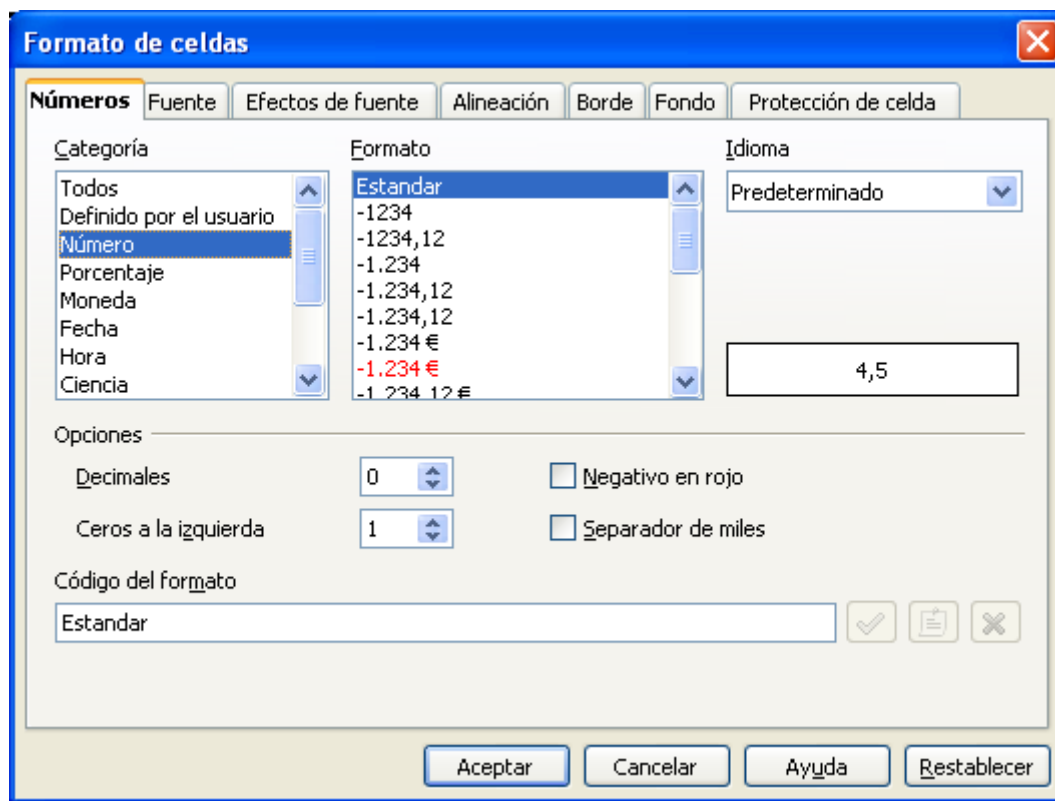 Formato de celdas
Números Fuente Efectos de fuente Alineación Borde Fondo Protección de celda
Categoría
Todos
Definido por el usuario
Número
Porcentaje
Moneda
Fecha
Hora
Ciencia
Formato
Estandar
-1234
-1234,12
-1.234
-1.234,12
-1.234,12
-1.234 €
-1.234 €
-1.234,12 €
Idioma
Predeterminado
4,5
Opciones
Decimales 0
Negativo en rojo
Ceros a la izquierda 1
Separador de miles
Código del formato
Estandar
Aceptar Cancelar Ayuda Restablecer